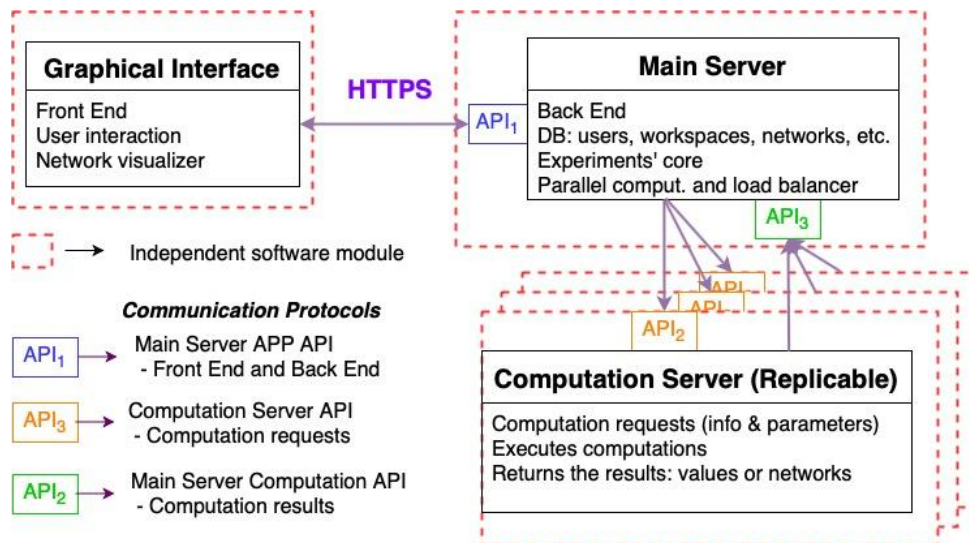 Graphical Interface
Front End
User interaction
Network visualizer
HTTPS
Main Server
API1
Back End
DB: users, workspaces, networks, etc.
Experiments' core
Parallel comput. and load balancer
API3
Independent software module
Communication Protocols
API1
Main Server APP API
- Front End and Back End
API3
Computation Server API
- Computation requests
API2
Main Server Computation API
- Computation results
API
API
API2
Computation Server (Replicable)
Computation requests (info & parameters)
Executes computations
Returns the results: values or networks